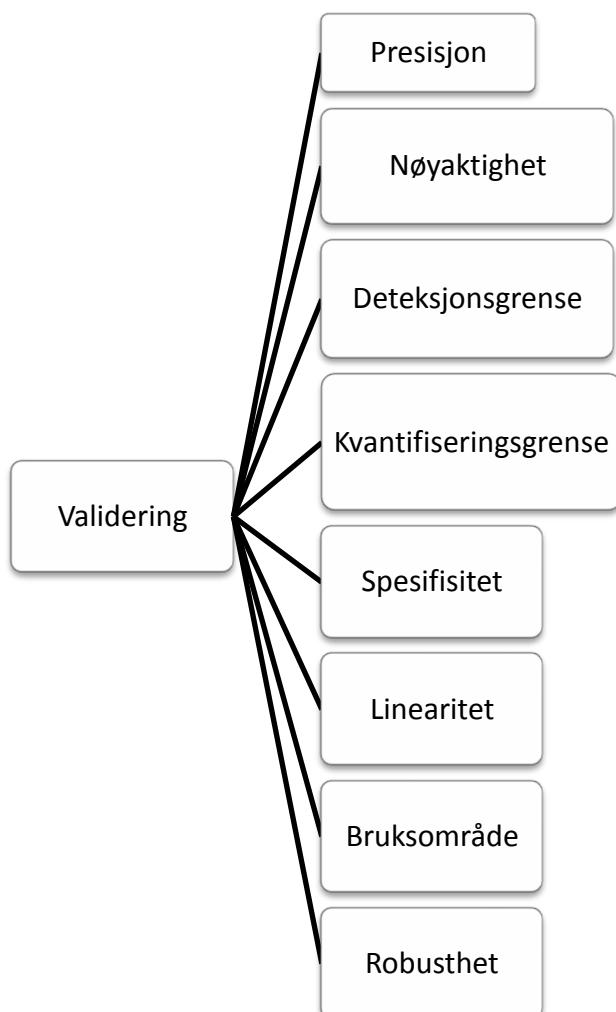 Validering
Presisjon
Nøyaktighet
Deteksjonsgrense
Kvantifiseringsgrense
Spesifisitet
Linearitet
Bruksområde
Robusthet